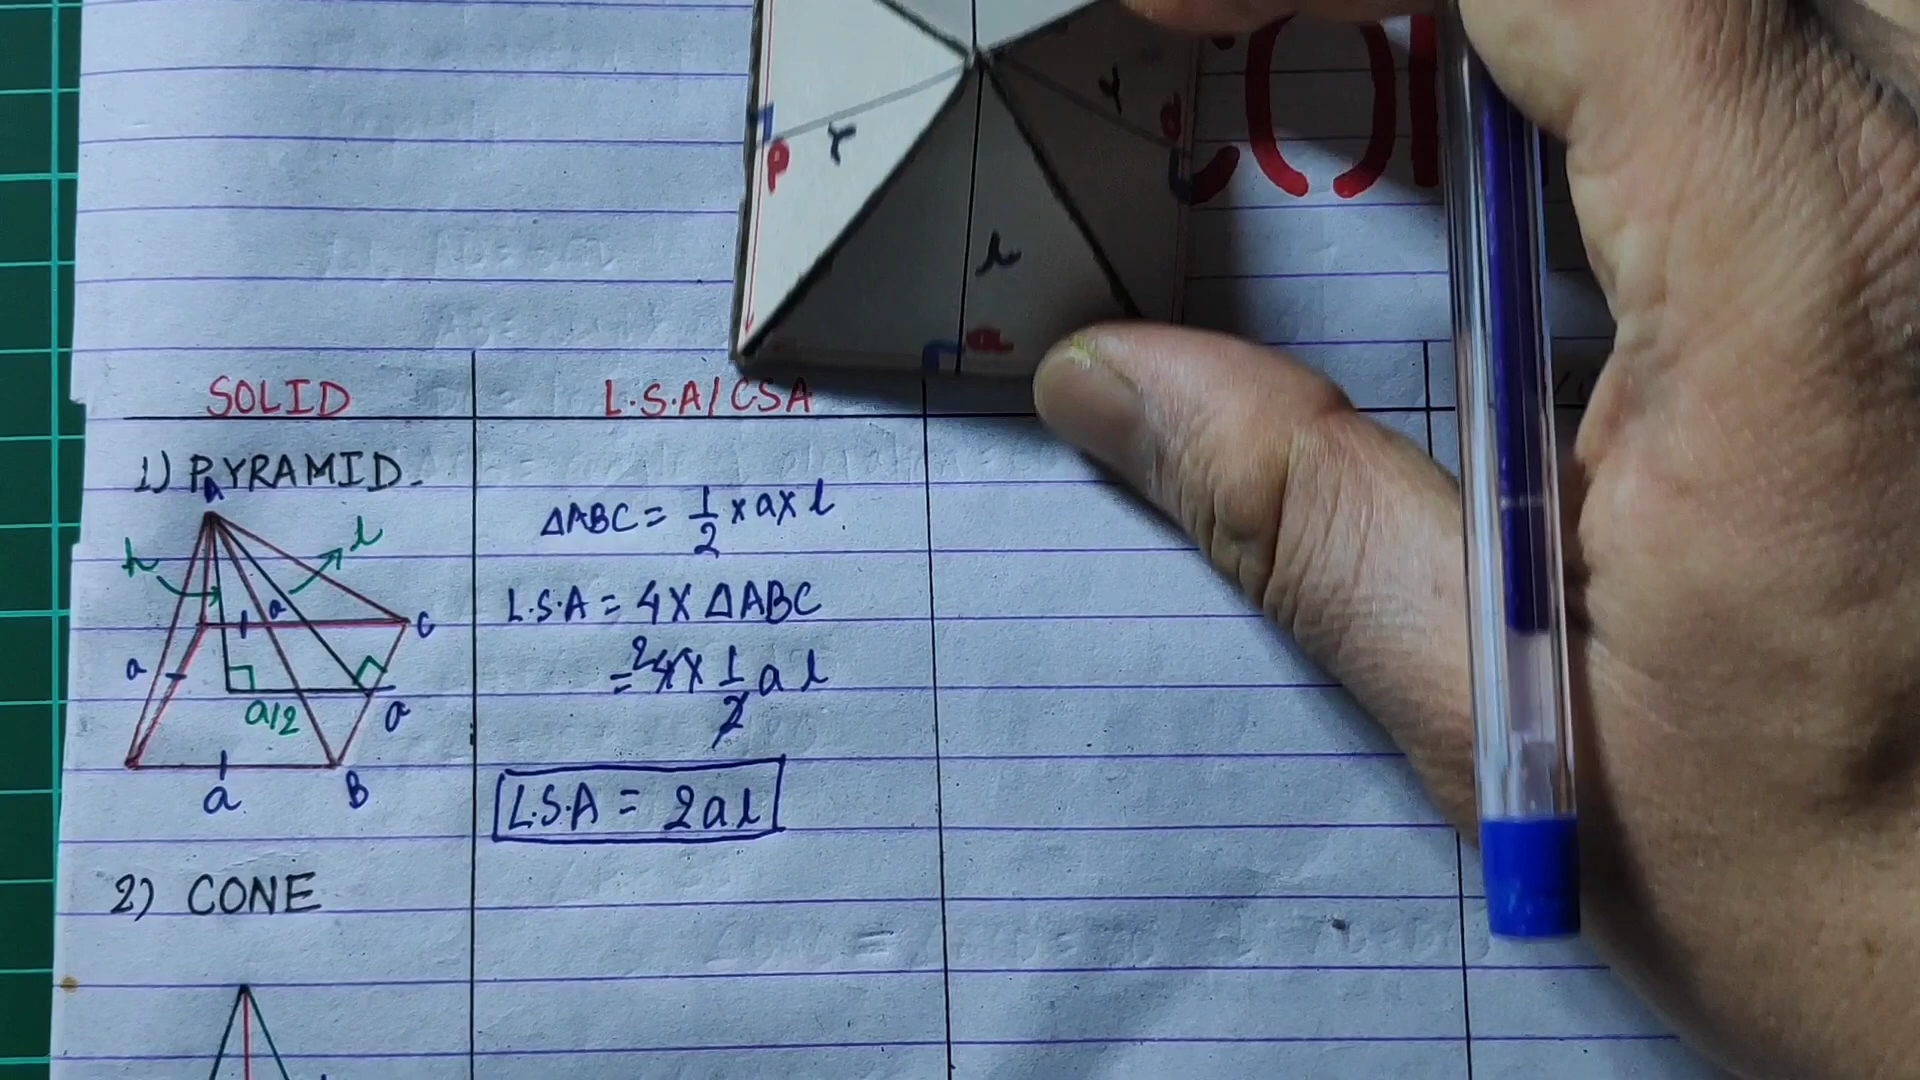 r
P
l
a
SOLID
L.S.A/CSA
1) PYRAMID.
A
h
l
a
C
a
a/2
a
a
B
ΔABC = 1/2 × a × l
L.S.A = 4 × ΔABC
= 2 4 × 1/2 a l
L.S.A = 2al
2) CONE